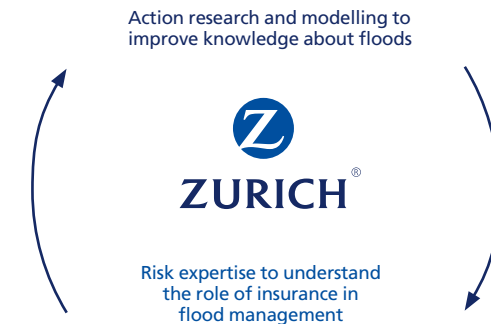 Action research and modelling to
improve knowledge about floods
Z
ZURICH®
Risk expertise to understand
the role of insurance in
flood management